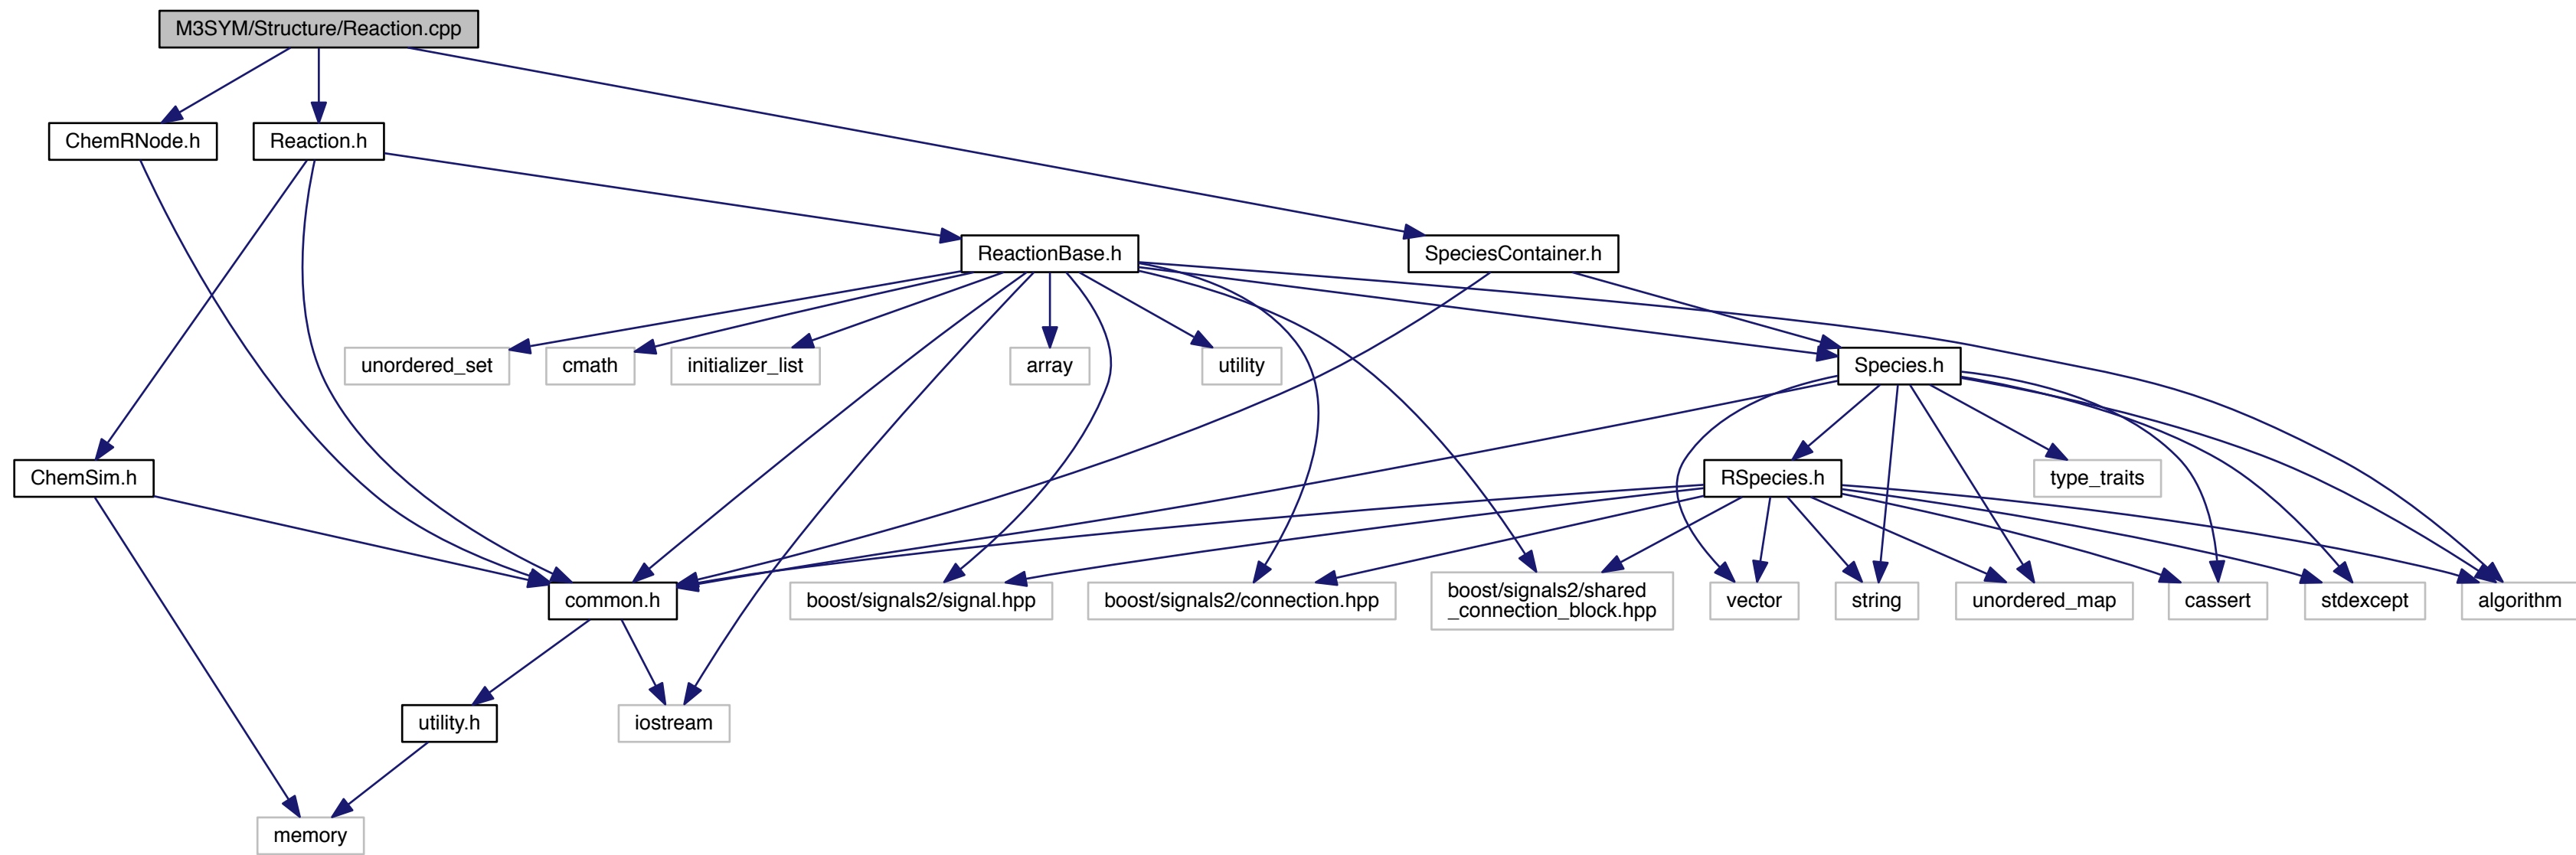 M3SYM/Structure/Reaction.cpp
ChemRNode.h
Reaction.h
ReactionBase.h
SpeciesContainer.h
unordered_set
cmath
initializer_list
array
utility
Species.h
ChemSim.h
RSpecies.h
type_traits
common.h
boost/signals2/signal.hpp
boost/signals2/connection.hpp
boost/signals2/shared
_connection_block.hpp
vector
string
unordered_map
cassert
stdexcept
algorithm
utility.h
iostream
memory